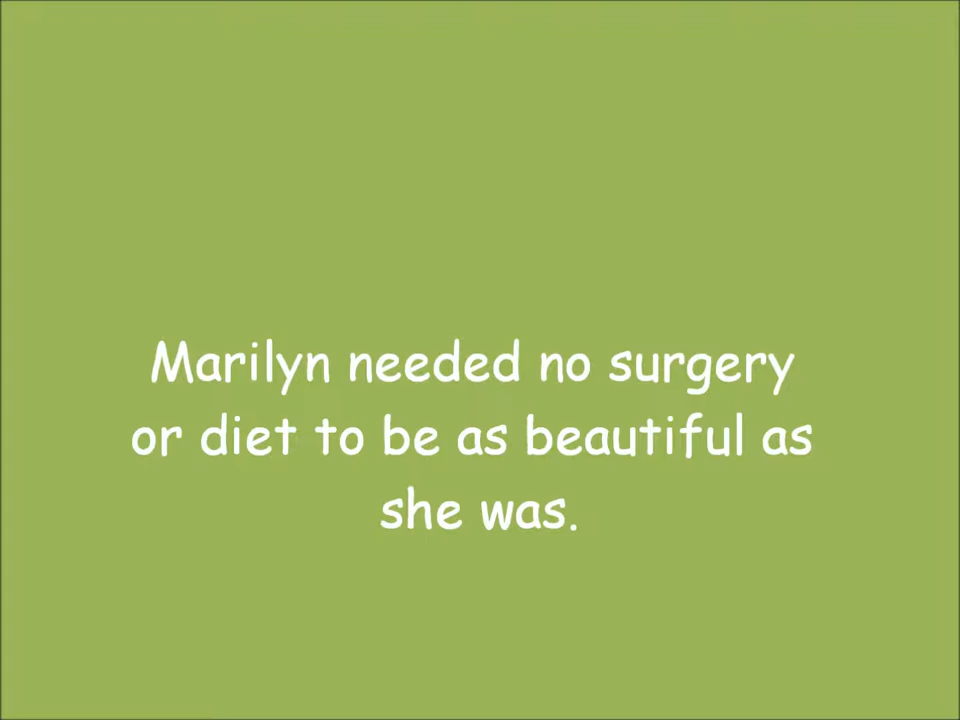 Marilyn needed no surgery
or diet to be as beautiful as
she was.